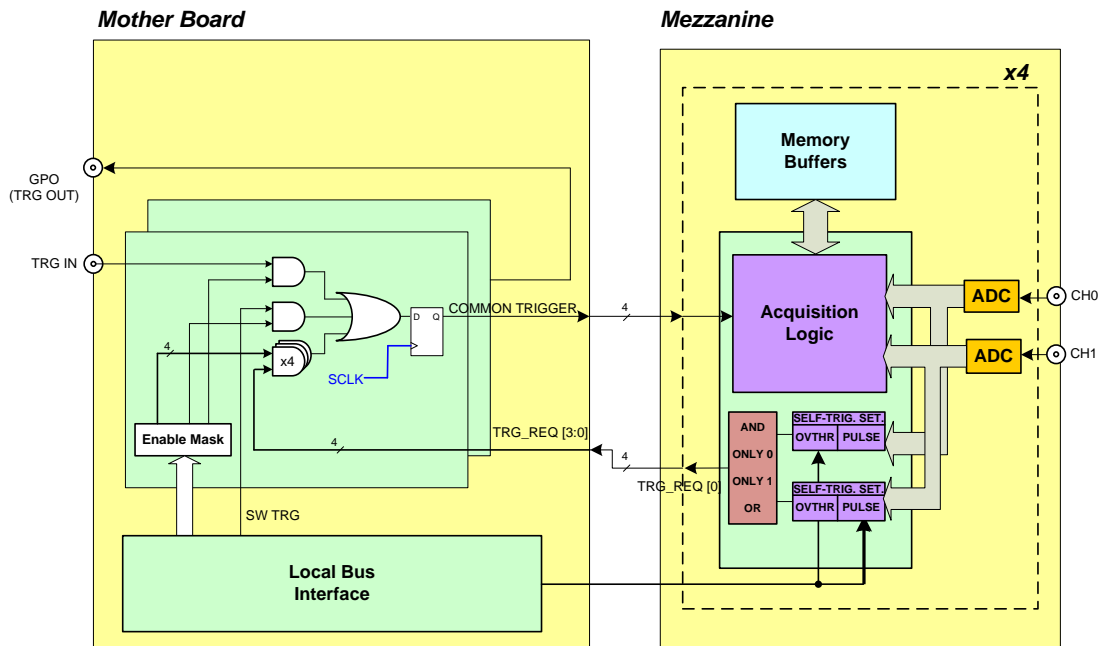 Mother Board
Mezzanine
x4
Memory
Buffers
GPO
(TRG OUT)
TRG IN
D Q
COMMON TRIGGER
4
Acquisition
Logic
ADC
CH0
ADC
CH1
4
x4
SCLK
Enable Mask
4
TRG_REQ [3:0]
4
TRG_REQ [0]
AND
ONLY 0
ONLY 1
OR
SELF-TRIG. SET.
OVTHR PULSE
SELF-TRIG. SET.
OVTHR PULSE
SW TRG
Local Bus
Interface